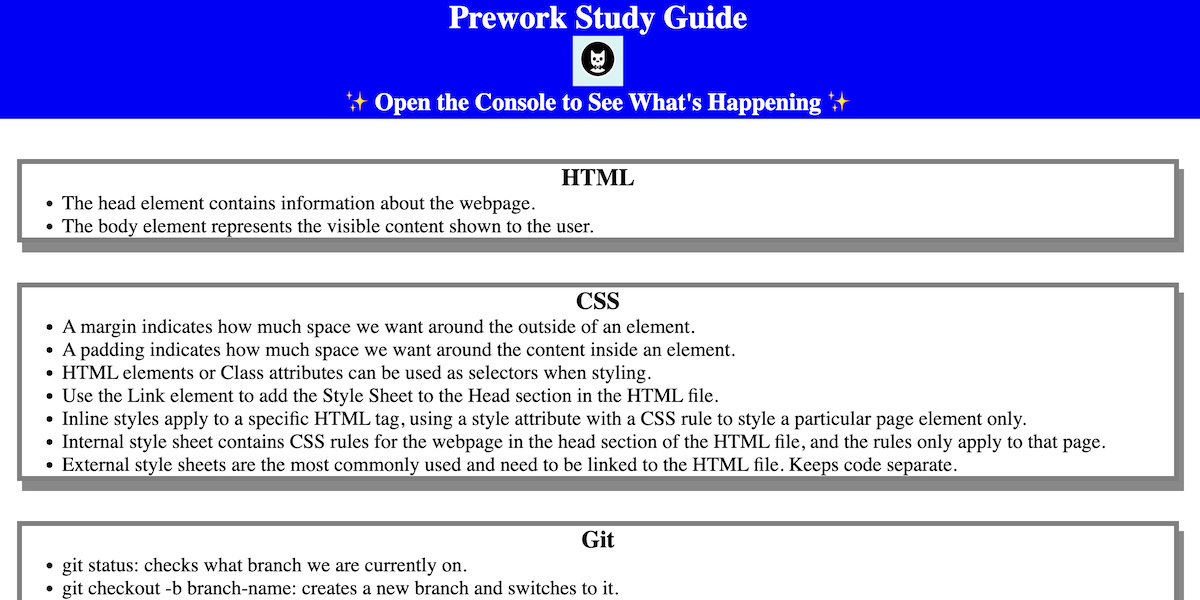 Prework Study Guide
✨ Open the Console to See What's Happening ✨
HTML
• The head element contains information about the webpage.
• The body element represents the visible content shown to the user.
CSS
• A margin indicates how much space we want around the outside of an element.
• A padding indicates how much space we want around the content inside an element.
• HTML elements or Class attributes can be used as selectors when styling.
• Use the Link element to add the Style Sheet to the Head section in the HTML file.
• Inline styles apply to a specific HTML tag, using a style attribute with a CSS rule to style a particular page element only.
• Internal style sheet contains CSS rules for the webpage in the head section of the HTML file, and the rules only apply to that page.
• External style sheets are the most commonly used and need to be linked to the HTML file. Keeps code separate.
Git
• git status: checks what branch we are currently on.
• git checkout -b branch-name: creates a new branch and switches to it.